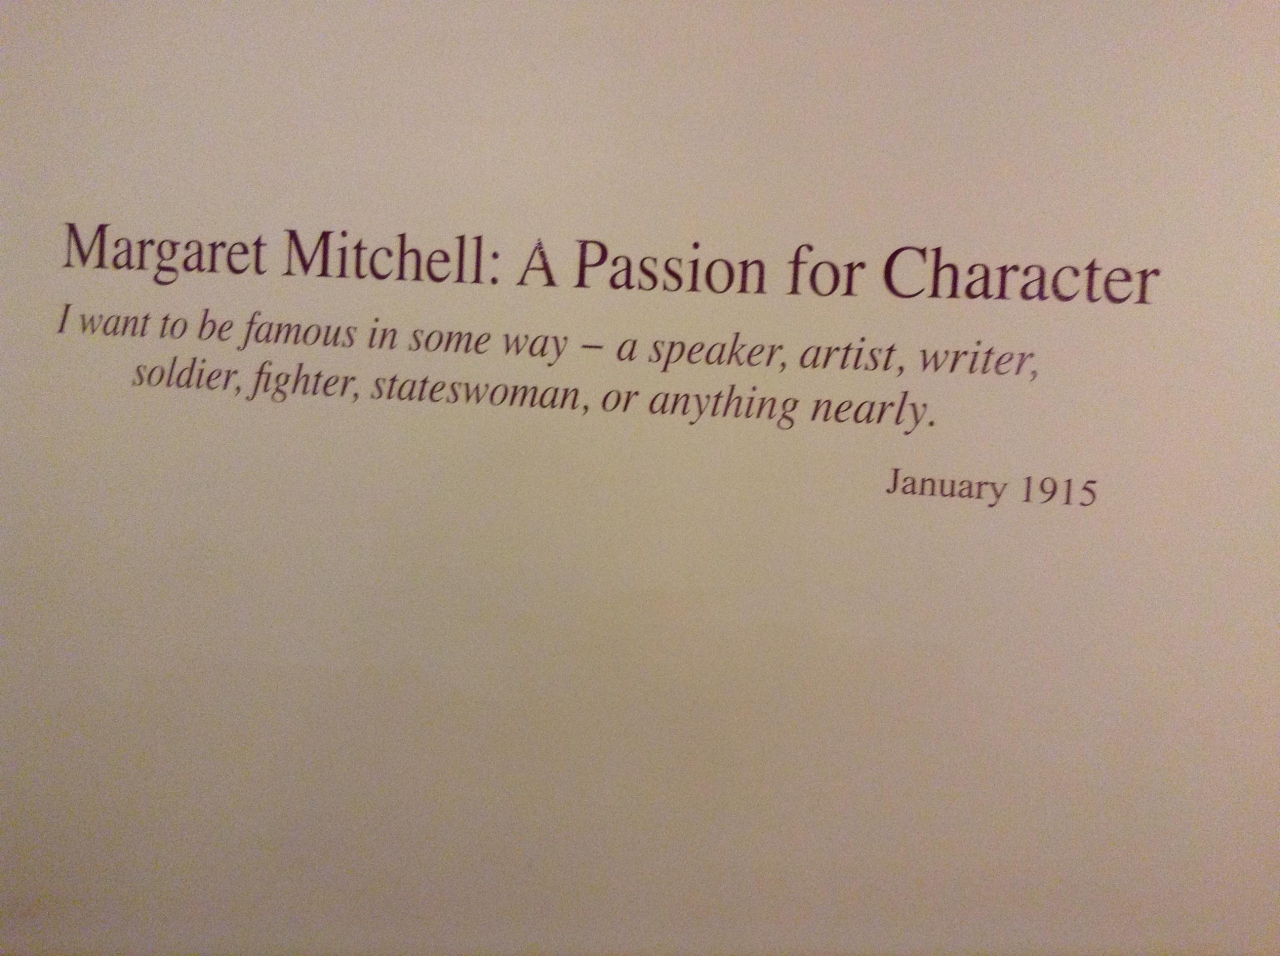 Margaret Mitchell: A Passion for Character
I want to be famous in some way – a speaker, artist, writer,
soldier, fighter, stateswoman, or anything nearly.
January 1915